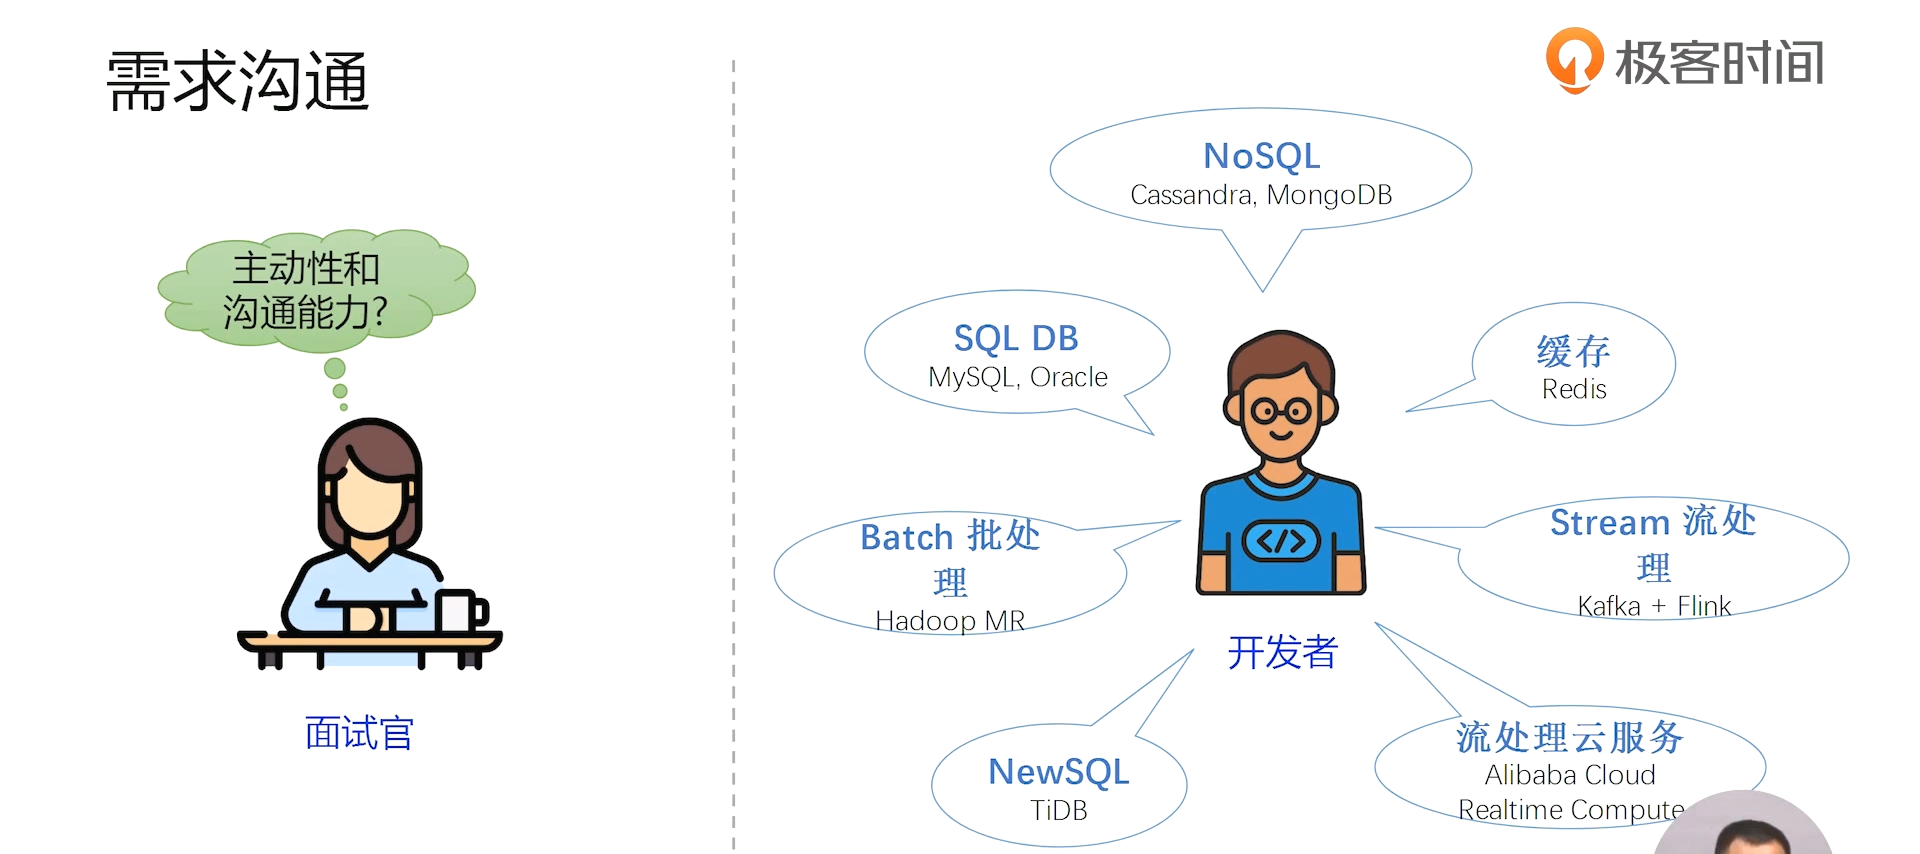 需求沟通
极客时间
主动性和
沟通能力?
面试官
NoSQL
Cassandra, MongoDB
SQL DB
MySQL, Oracle
缓存
Redis
Batch 批处
理
Hadoop MR
Stream 流处
理
Kafka + Flink
</>
开发者
NewSQL
TiDB
流处理云服务
Alibaba Cloud
Realtime Compute